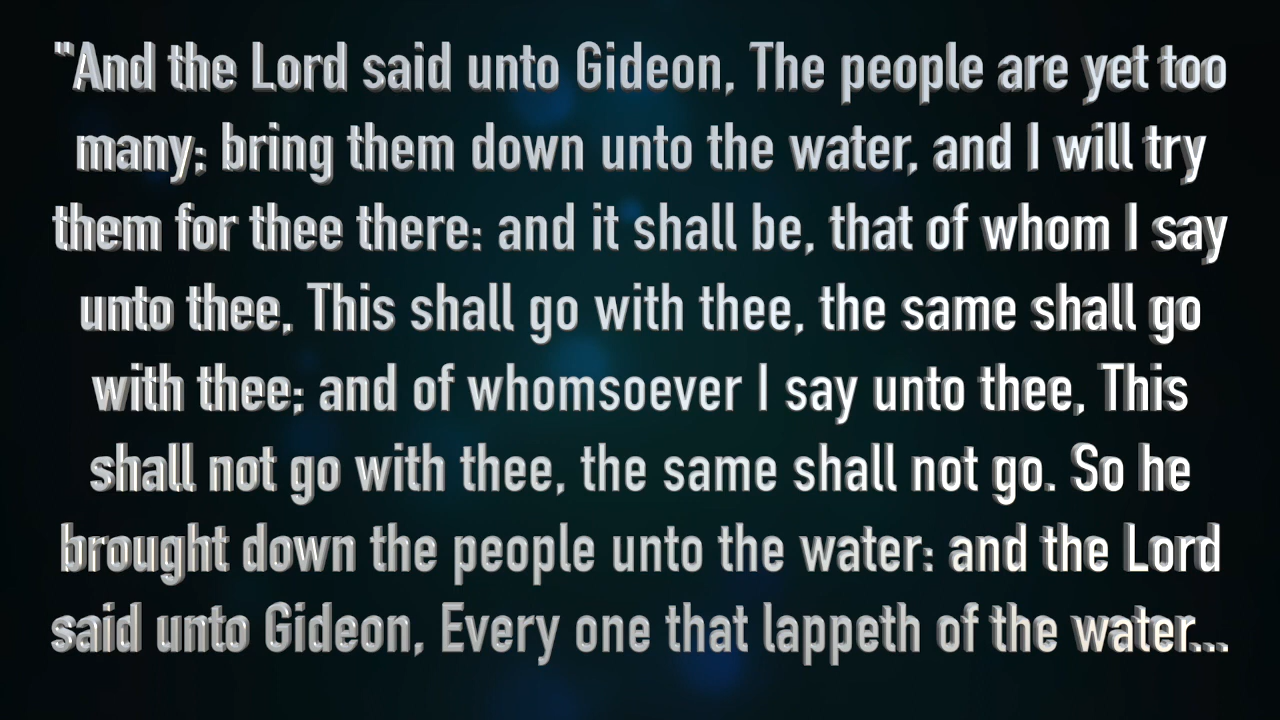 "And the Lord said unto Gideon, The people are yet too
many; bring them down unto the water, and I will try
them for thee there: and it shall be, that of whom I say
unto thee, This shall go with thee, the same shall go
with thee; and of whomsoever I say unto thee, This
shall not go with thee, the same shall not go. So he
brought down the people unto the water: and the Lord
said unto Gideon, Every one that lappeth of the water...